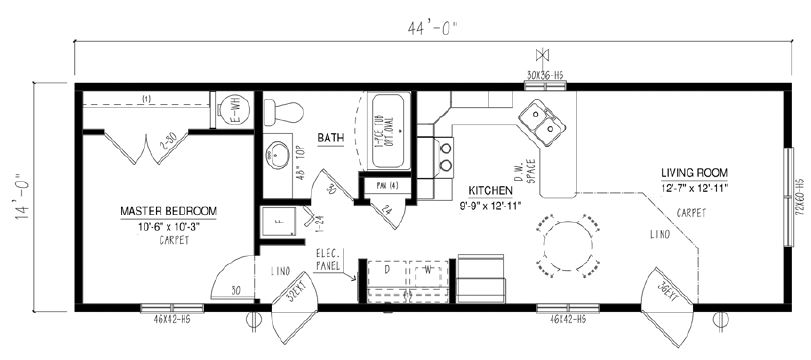 44'-0"
14'-0"
30X36-HS
(1)
E-WH
2-30
BATH
1-PCE TUB
OPT. OVAL
48" TOP
30
PAN (4)
24
D.W.
SPACE
KITCHEN
9'-9" x 12'-11"
LIVING ROOM
12'-7" x 12'-11"
CARPET
LINO
72X60-HS
MASTER BEDROOM
10'-6" x 10'-3"
CARPET
F
1-24
ELEC.
PANEL
LINO
D
W
30
32EXT
36EXT
46X42-HS
46X42-HS